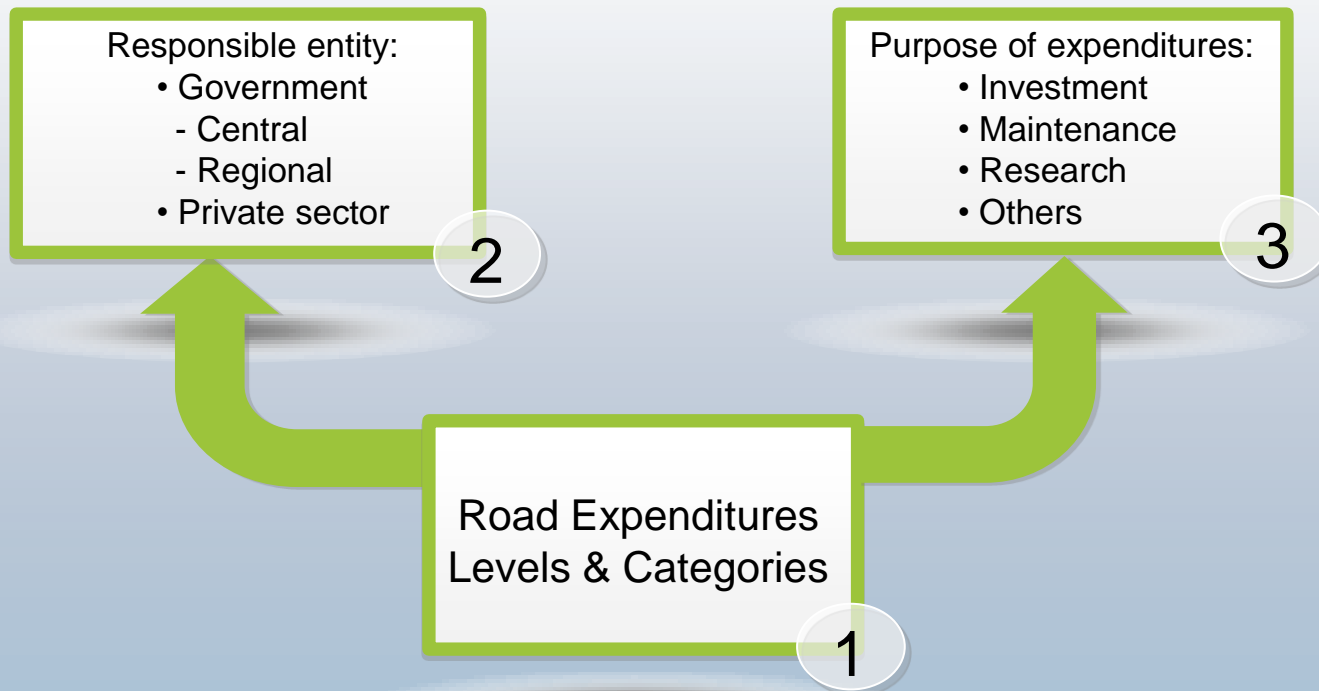 Responsible entity:
• Government
- Central
- Regional
• Private sector
2
Purpose of expenditures:
• Investment
• Maintenance
• Research
• Others
3
Road Expenditures
Levels & Categories
1